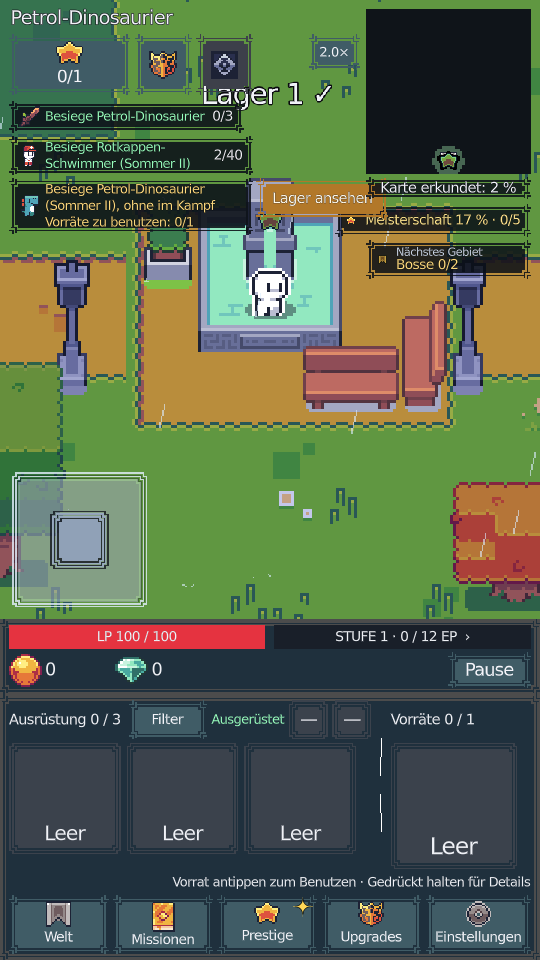 Petrol-Dinosaurier
0/1
2.0×
Lager 1 ✓
Besiege Petrol-Dinosaurier 0/3
Besiege Rotkappen-
Schwimmer (Sommer II)
2/40
Besiege Petrol-Dinosaurier
(Sommer II), ohne im Kampf
Vorräte zu benutzen: 0/1
Lager ansehen
Karte erkundet: 2 %
Meisterschaft 17 % · 0/5
Nächstes Gebiet
Bosse 0/2
LP 100 / 100
STUFE 1 · 0 / 12 EP ›
0
0
Pause
Ausrüstung 0 / 3
Filter
Ausgerüstet
—
—
Vorräte 0 / 1
Leer
Leer
Leer
Leer
Vorrat antippen zum Benutzen · Gedrückt halten für Details
Welt
Missionen
Prestige
Upgrades
Einstellungen